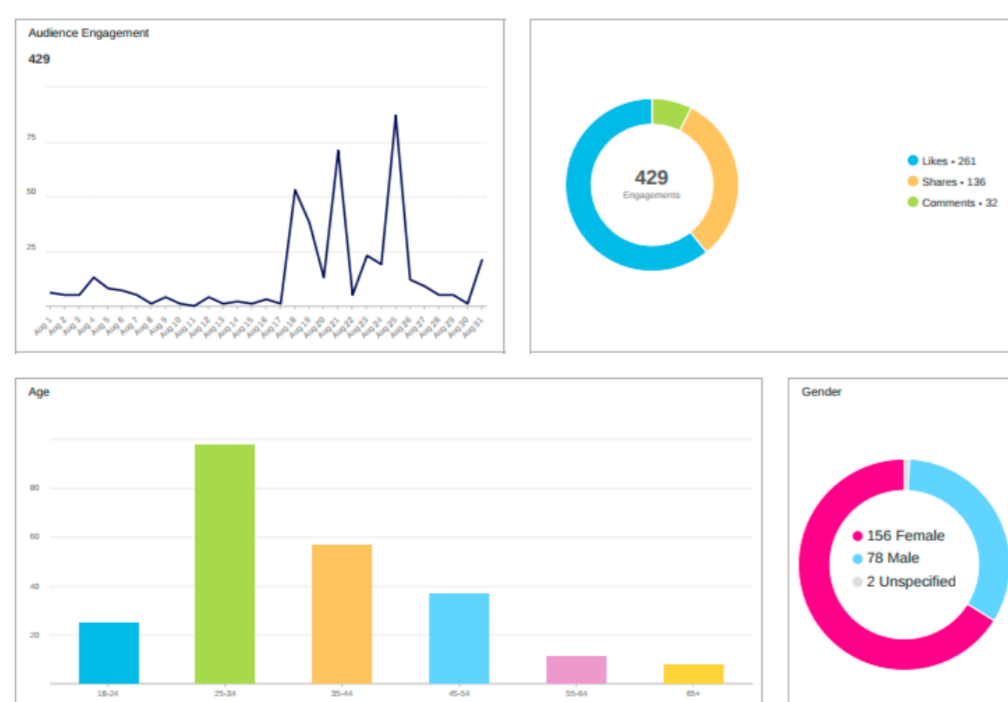 Audience Engagement
429
75
50
25
Aug 1
Aug 2
Aug 3
Aug 4
Aug 5
Aug 6
Aug 7
Aug 8
Aug 9
Aug 10
Aug 11
Aug 12
Aug 13
Aug 14
Aug 15
Aug 16
Aug 17
Aug 18
Aug 19
Aug 20
Aug 21
Aug 22
Aug 23
Aug 24
Aug 25
Aug 26
Aug 27
Aug 28
Aug 29
Aug 30
Aug 31
429
Engagements
Likes • 261
Shares • 136
Comments • 32
Age
80
60
40
20
18-24
25-34
35-44
45-54
55-64
65+
Gender
156 Female
78 Male
2 Unspecified